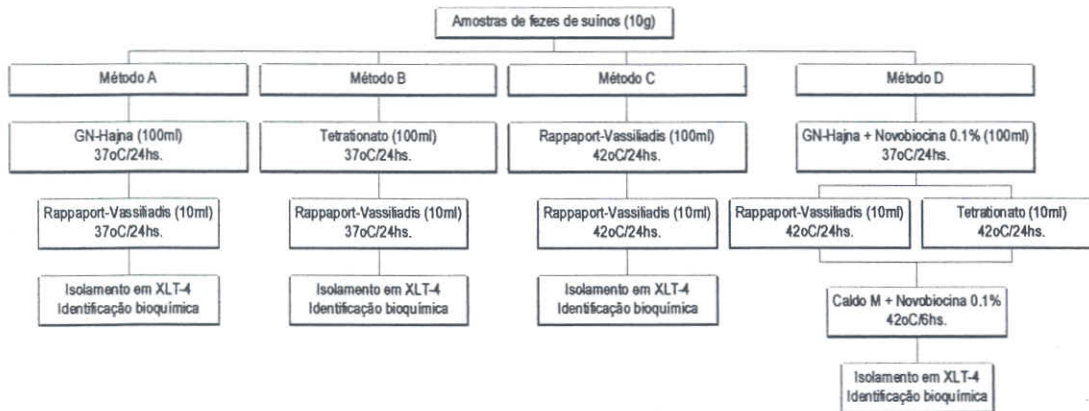 Amostras de fezes de suínos (10g)
Método A
Método B
Método C
Método D
GN-Hajna (100ml)
37oC/24hs.
Tetrationato (100ml)
37oC/24hs.
Rappaport-Vassiliadis (100ml)
42oC/24hs.
GN-Hajna + Novobiocina 0.1% (100ml)
37oC/24hs.
Rappaport-Vassiliadis (10ml)
37oC/24hs.
Rappaport-Vassiliadis (10ml)
37oC/24hs.
Rappaport-Vassiliadis (10ml)
42oC/24hs.
Rappaport-Vassiliadis (10ml)
42oC/24hs.
Tetrationato (10ml)
42oC/24hs.
Isolamento em XLT-4
Identificação bioquímica
Isolamento em XLT-4
Identificação bioquímica
Isolamento em XLT-4
Identificação bioquímica
Caldo M + Novobiocina 0.1%
42oC/6hs.
Isolamento em XLT-4
Identificação bioquímica